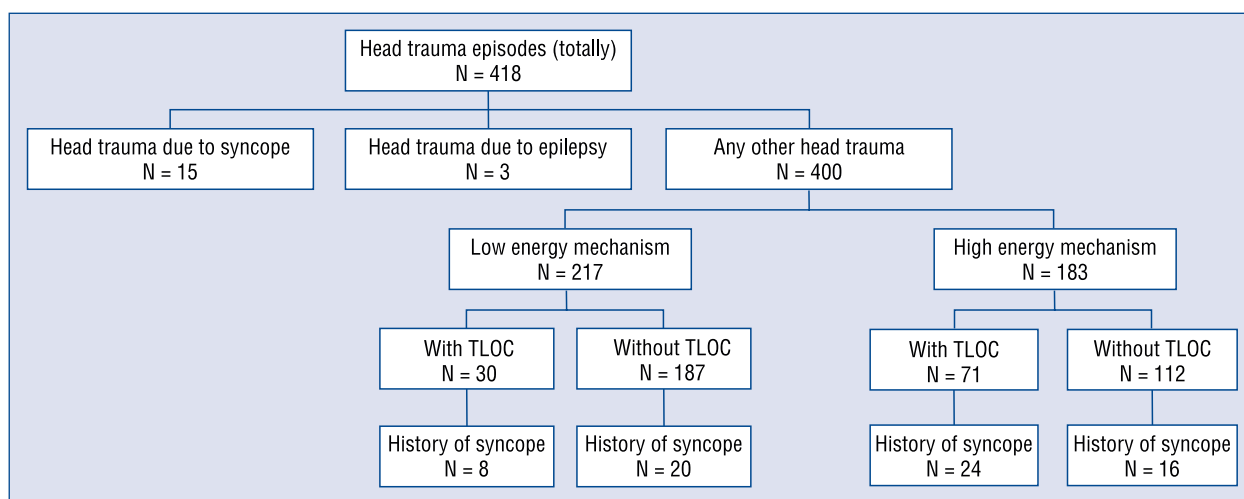 Head trauma episodes (totally)
N = 418
Head trauma due to syncope
N = 15
Head trauma due to epilepsy
N = 3
Any other head trauma
N = 400
Low energy mechanism
N = 217
High energy mechanism
N = 183
With TLOC
N = 30
Without TLOC
N = 187
With TLOC
N = 71
Without TLOC
N = 112
History of syncope
N = 8
History of syncope
N = 20
History of syncope
N = 24
History of syncope
N = 16